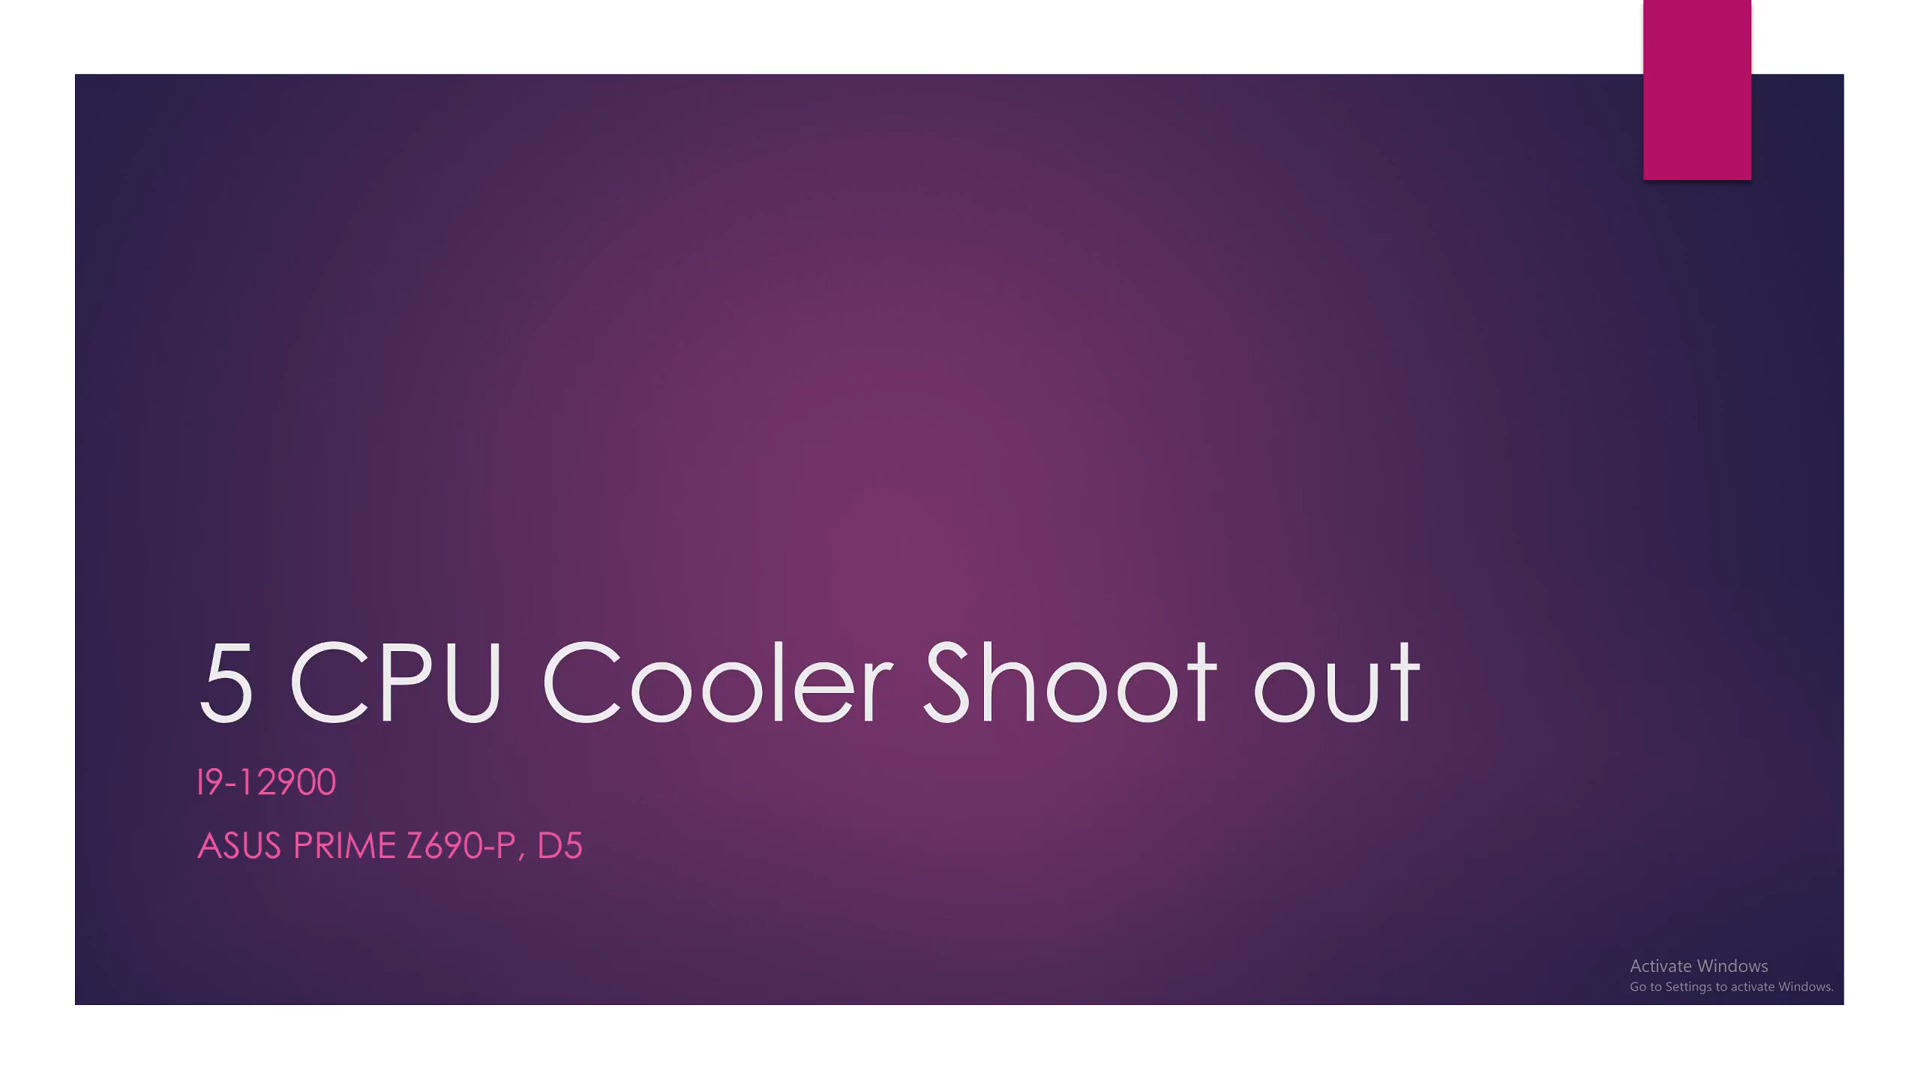 5 CPU Cooler Shoot out
I9-12900
ASUS PRIME Z690-P, D5
Activate Windows
Go to Settings to activate Windows.